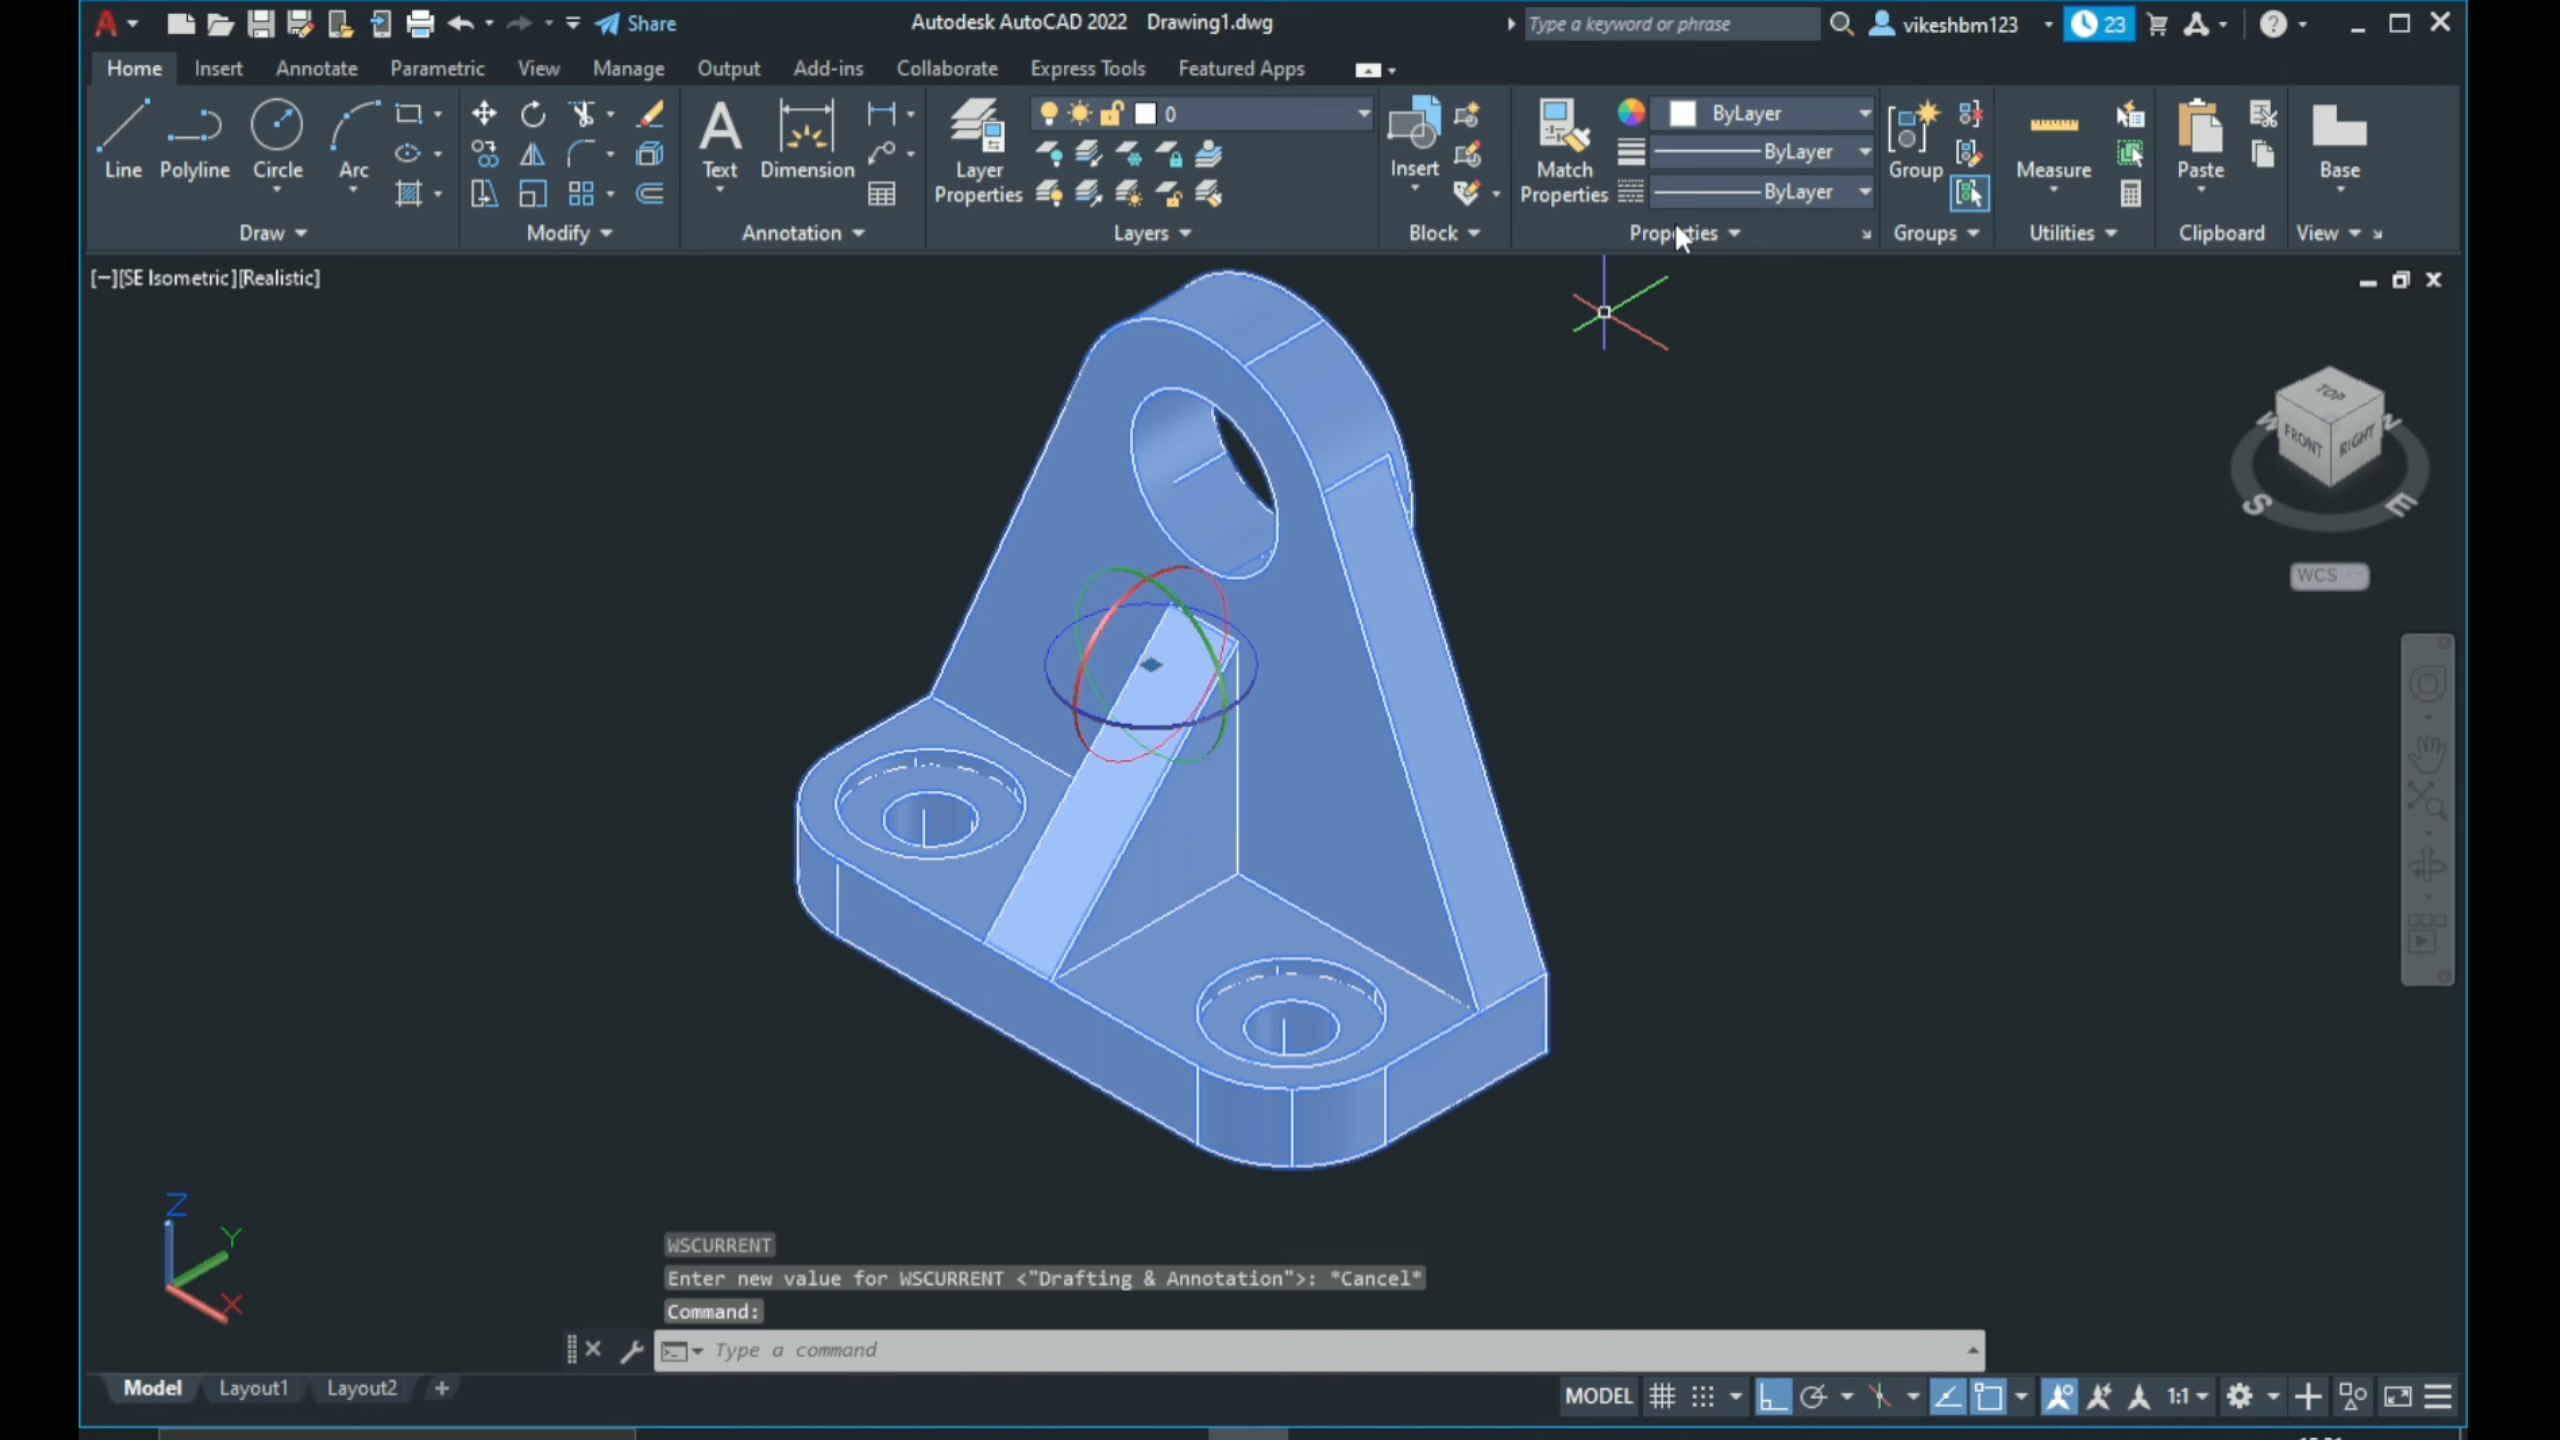 Share
Autodesk AutoCAD 2022 Drawing1.dwg
Type a keyword or phrase
vikeshbm123
23
Home Insert Annotate Parametric View Manage Output Add-ins Collaborate Express Tools Featured Apps
Line Polyline Circle Arc
Draw
Modify
Text Dimension
Annotation
Layer Properties
0
Layers
Insert
Block
Match Properties
ByLayer
ByLayer
ByLayer
Properties
Group
Groups
Measure
Utilities
Paste
Clipboard
Base
View
[−][SE Isometric][Realistic]
TOP
FRONT RIGHT
W N
S E
WCS
Z
Y
X
WSCURRENT
Enter new value for WSCURRENT <"Drafting & Annotation">: *Cancel*
Command:
Type a command
Model Layout1 Layout2 +
MODEL
1:1